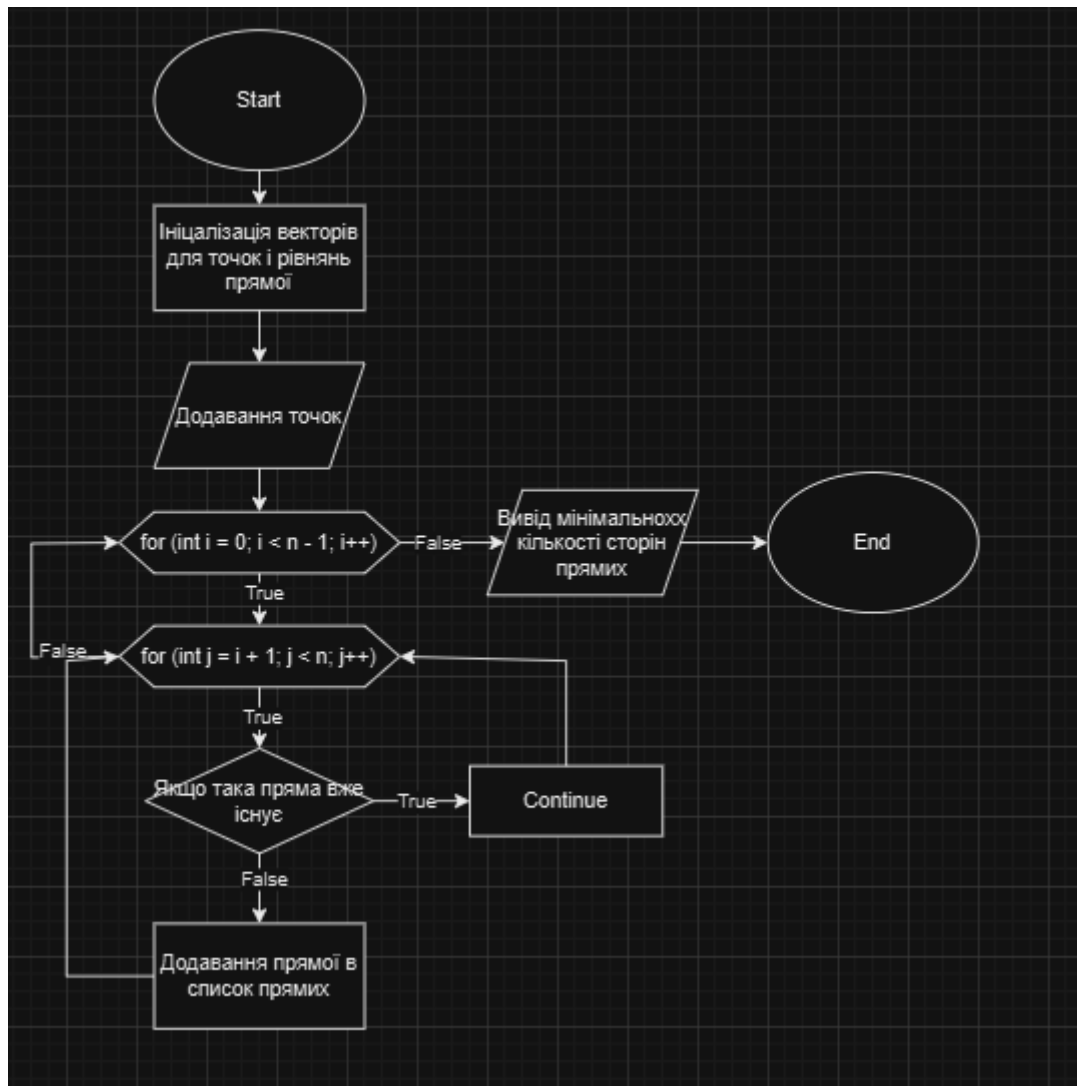 Start
Ініцалізація векторів
для точок і рівнянь
прямої
Додавання точок
for (int i = 0; i < n - 1; i++)
False
Вивід мінімальнохх
кількості сторін
прямих
End
True
False
for (int j = i + 1; j < n; j++)
True
Якщо така пряма вже
існує
True
Continue
False
Додавання прямої в
список прямих